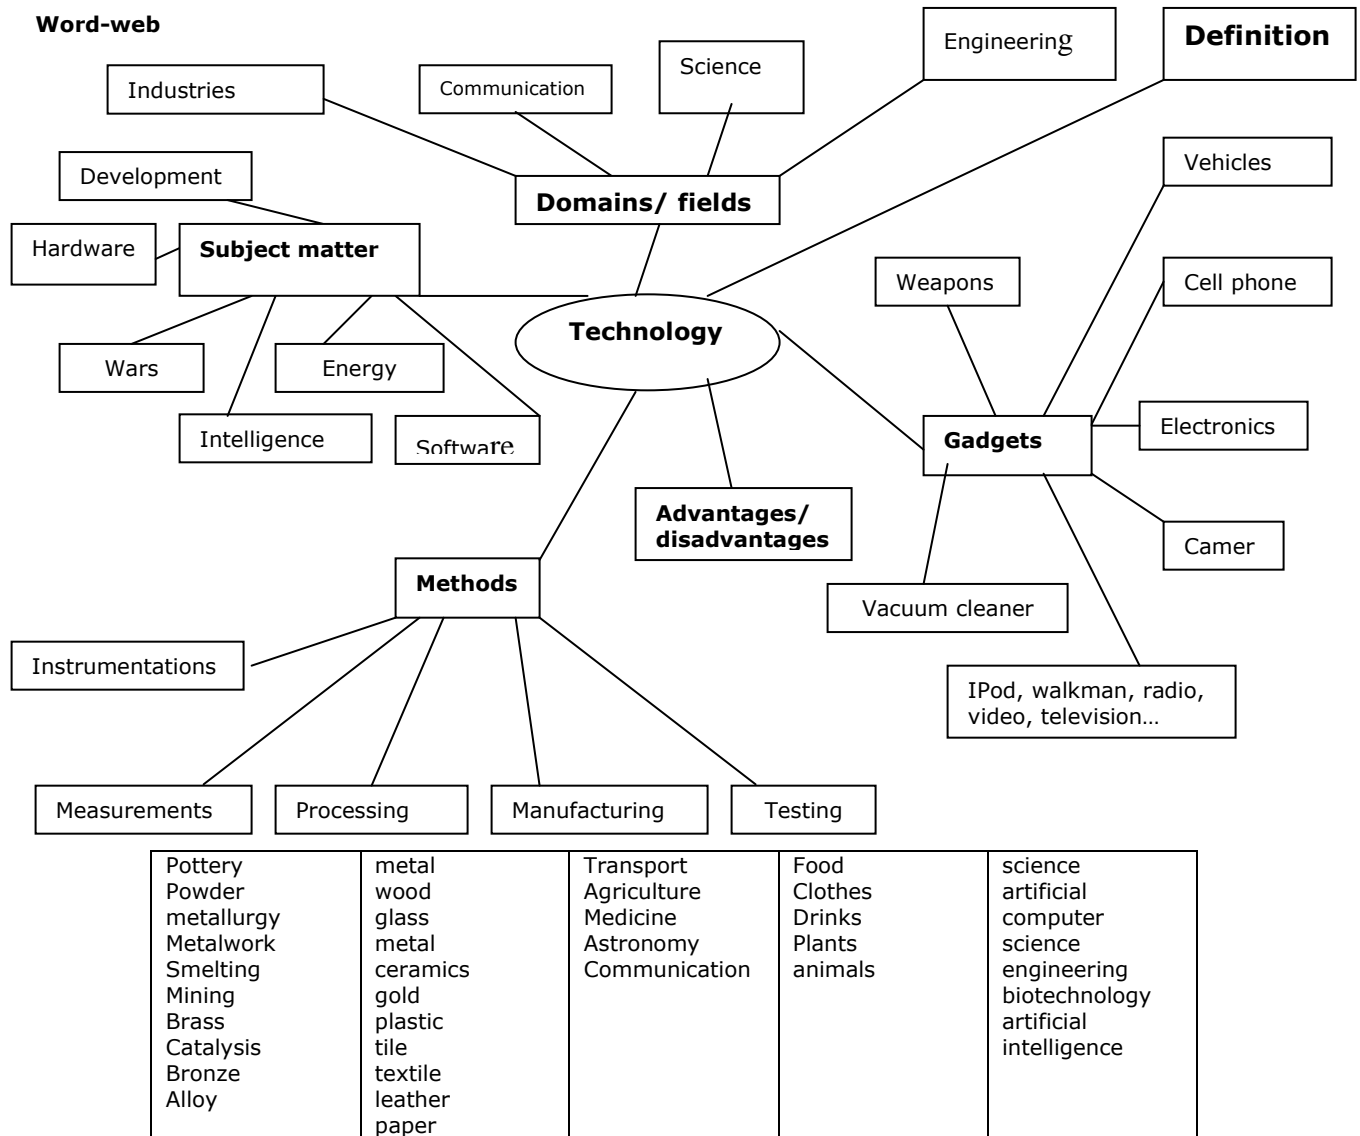 Word-web
Engineering
Definition
Science
Industries
Communication
Vehicles
Development
Domains/ fields
Hardware
Subject matter
Weapons
Cell phone
Technology
Wars
Energy
Intelligence
Software
Gadgets
Electronics
Advantages/
disadvantages
Camer
Methods
Vacuum cleaner
Instrumentations
IPod, walkman, radio,
video, television…
Measurements
Processing
Manufacturing
Testing
Pottery
Powder
metallurgy
Metalwork
Smelting
Mining
Brass
Catalysis
Bronze
Alloy
metal
wood
glass
metal
ceramics
gold
plastic
tile
textile
leather
paper
Transport
Agriculture
Medicine
Astronomy
Communication
Food
Clothes
Drinks
Plants
animals
science
artificial
computer
science
engineering
biotechnology
artificial
intelligence